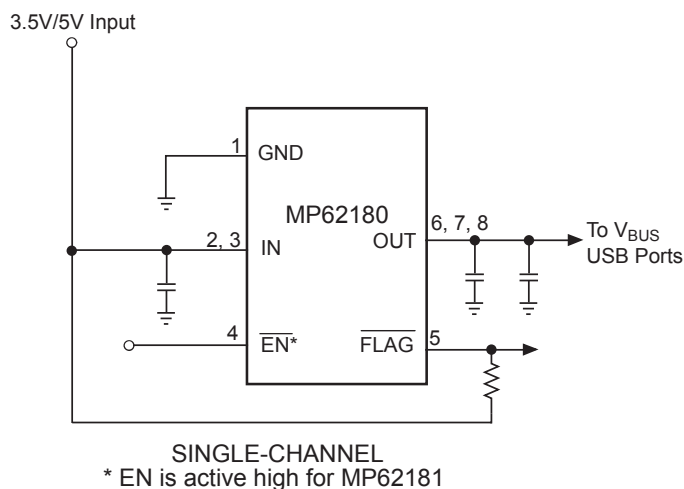 3.5V/5V Input
1
GND
MP62180
2, 3
IN
6, 7, 8
OUT
To VBUS
USB Ports
4
EN*
FLAG
5
SINGLE-CHANNEL
* EN is active high for MP62181